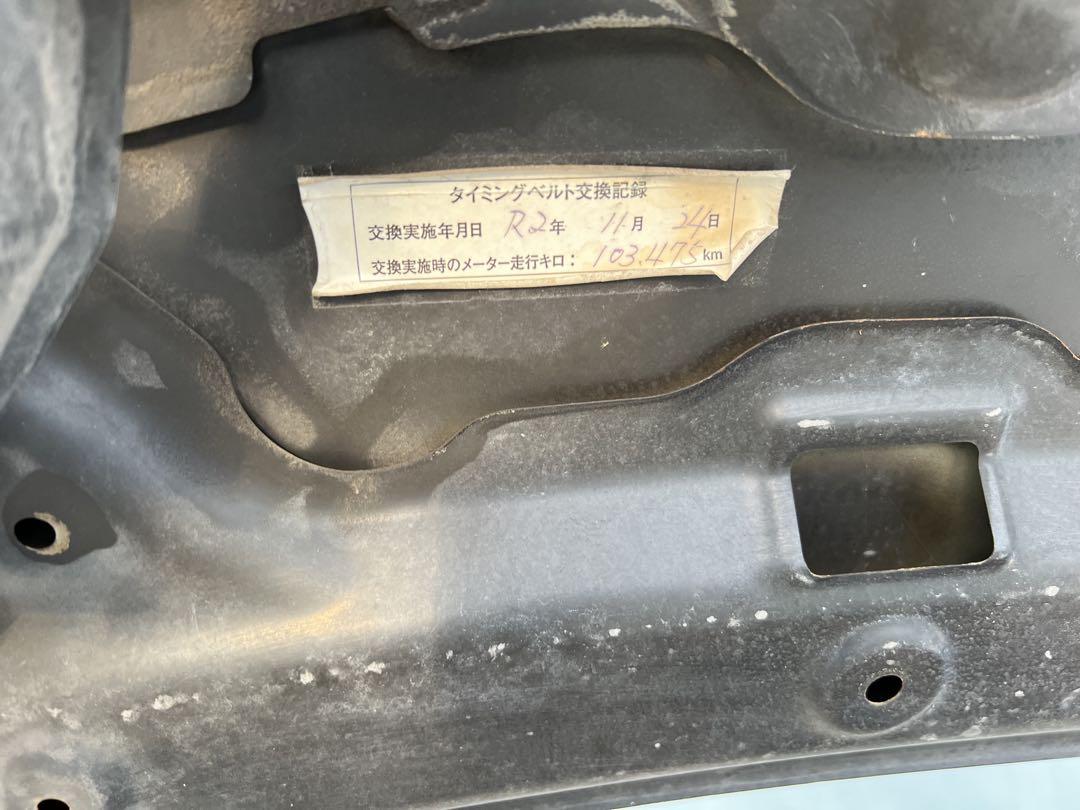 タイミングベルト交換記録
交換実施年月日 R2年 11月 24日
交換実施時のメーター走行キロ： 103.475km